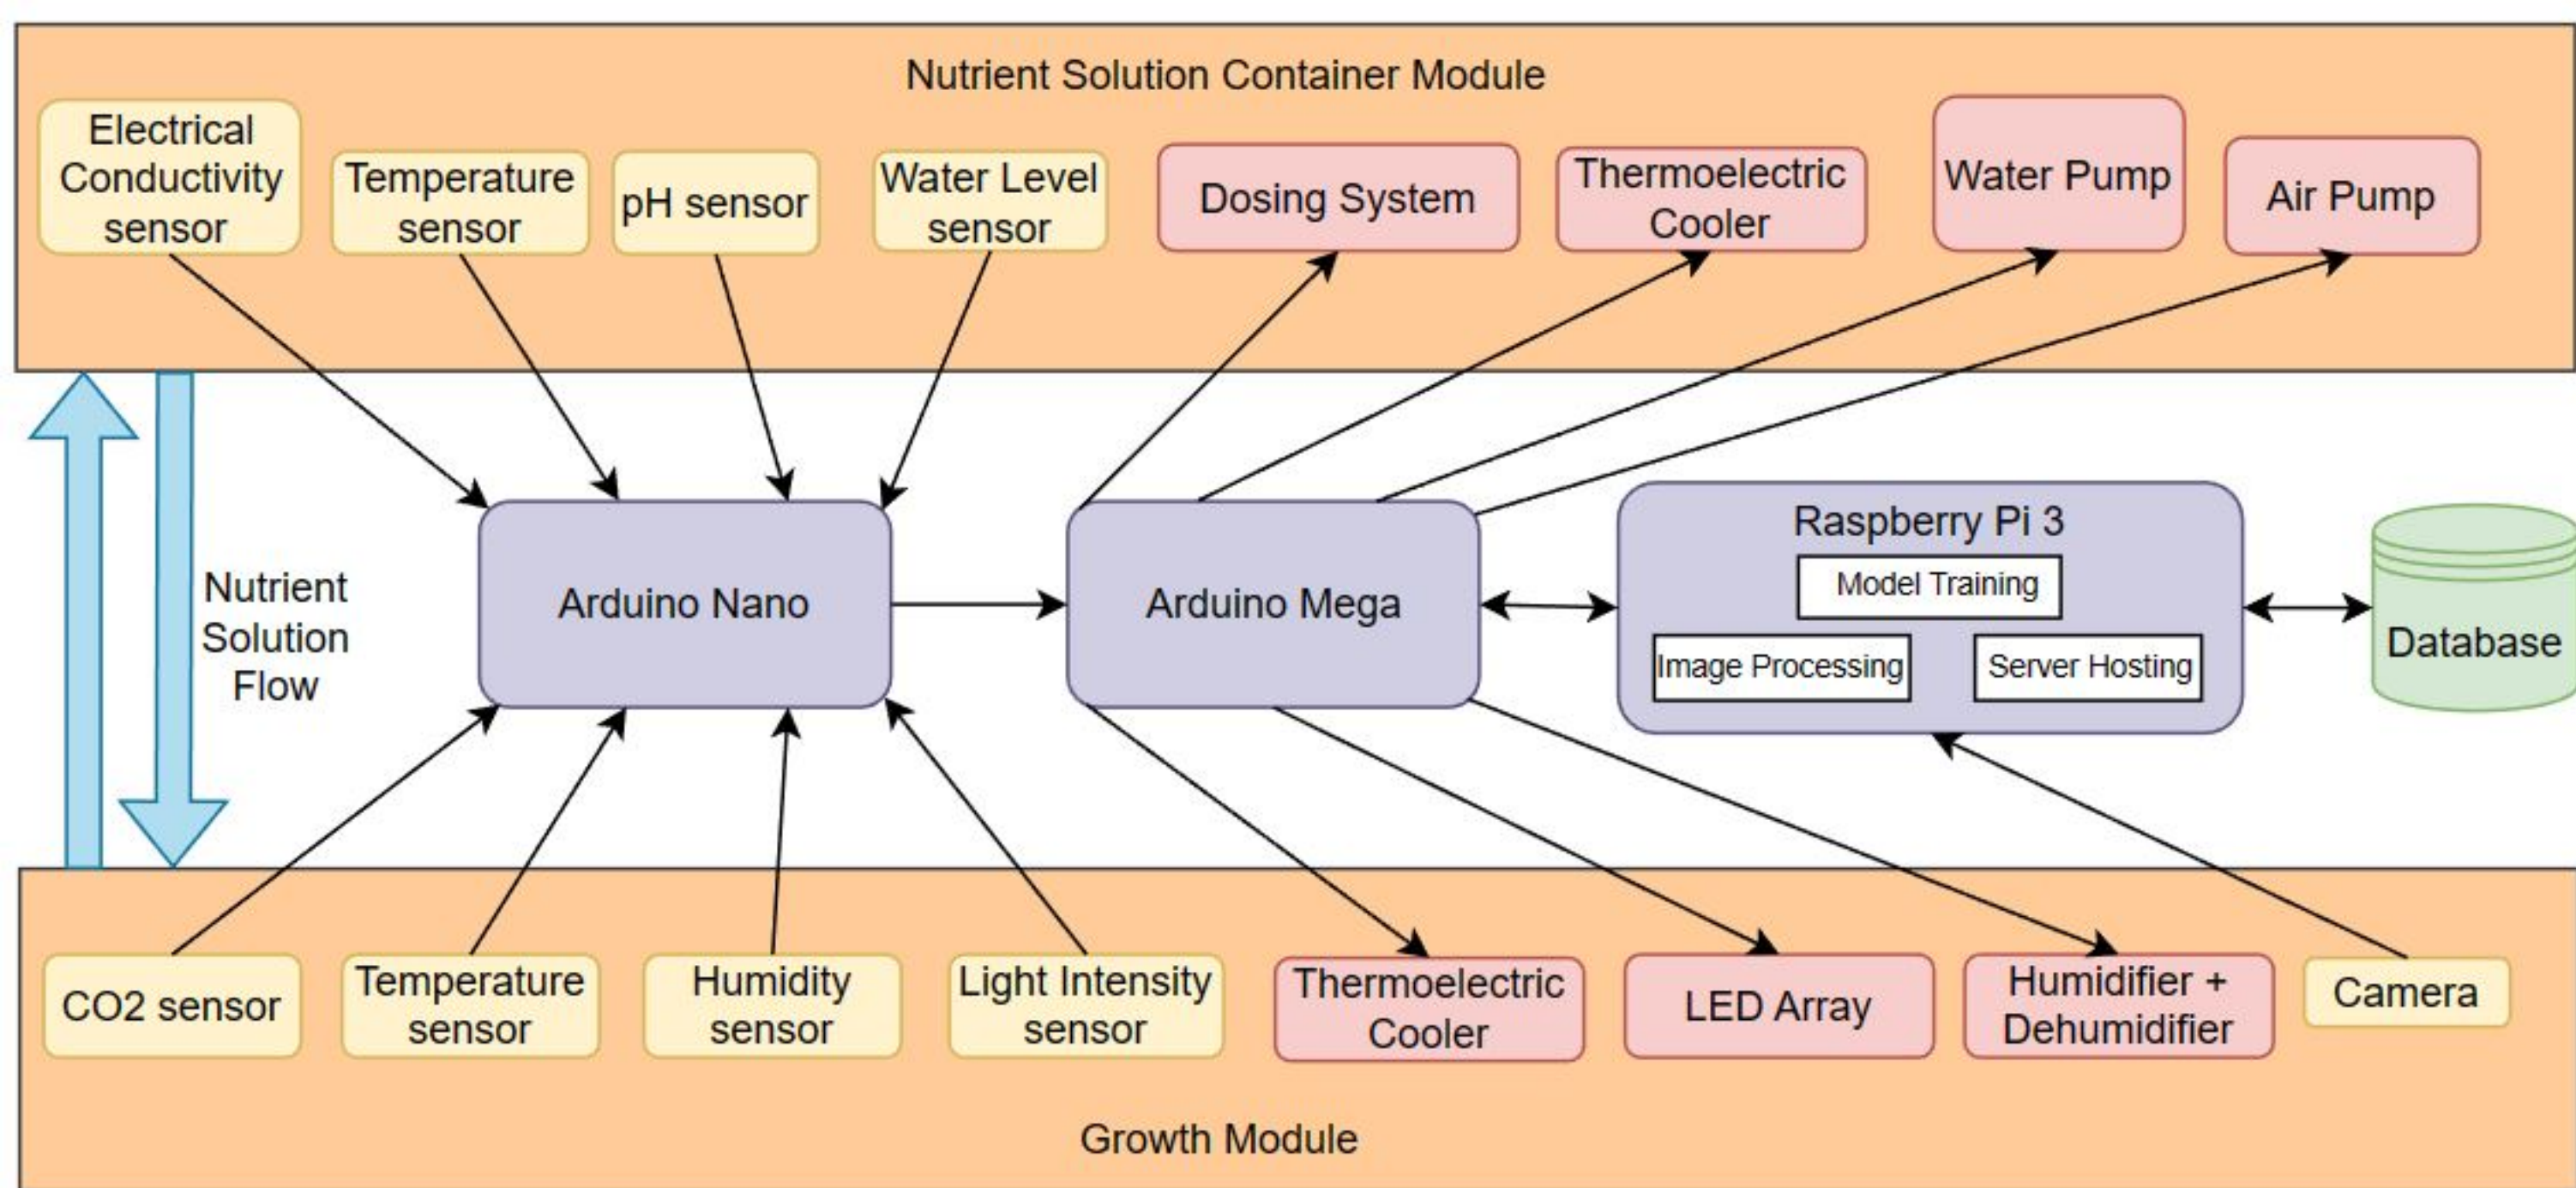 Nutrient Solution Container Module
Electrical
Conductivity
sensor
Temperature
sensor
pH sensor
Water Level
sensor
Dosing System
Thermoelectric
Cooler
Water Pump
Air Pump
Nutrient
Solution
Flow
Arduino Nano
Arduino Mega
Raspberry Pi 3
Model Training
Image Processing
Server Hosting
Database
CO2 sensor
Temperature
sensor
Humidity
sensor
Light Intensity
sensor
Thermoelectric
Cooler
LED Array
Humidifier +
Dehumidifier
Camera
Growth Module